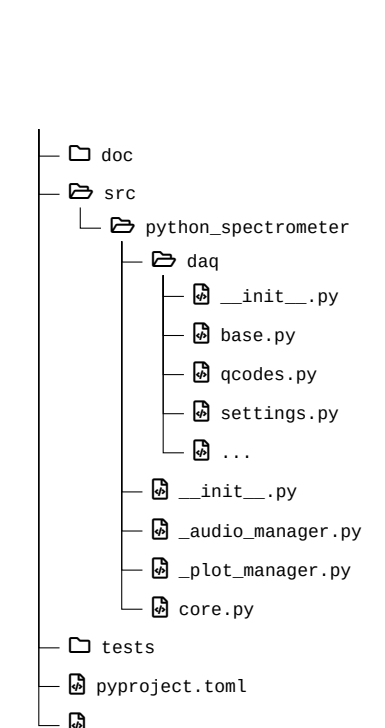 doc
src
python_spectrometer
daq
__init__.py
base.py
qcodes.py
settings.py
...
__init__.py
_audio_manager.py
_plot_manager.py
core.py
tests
pyproject.toml